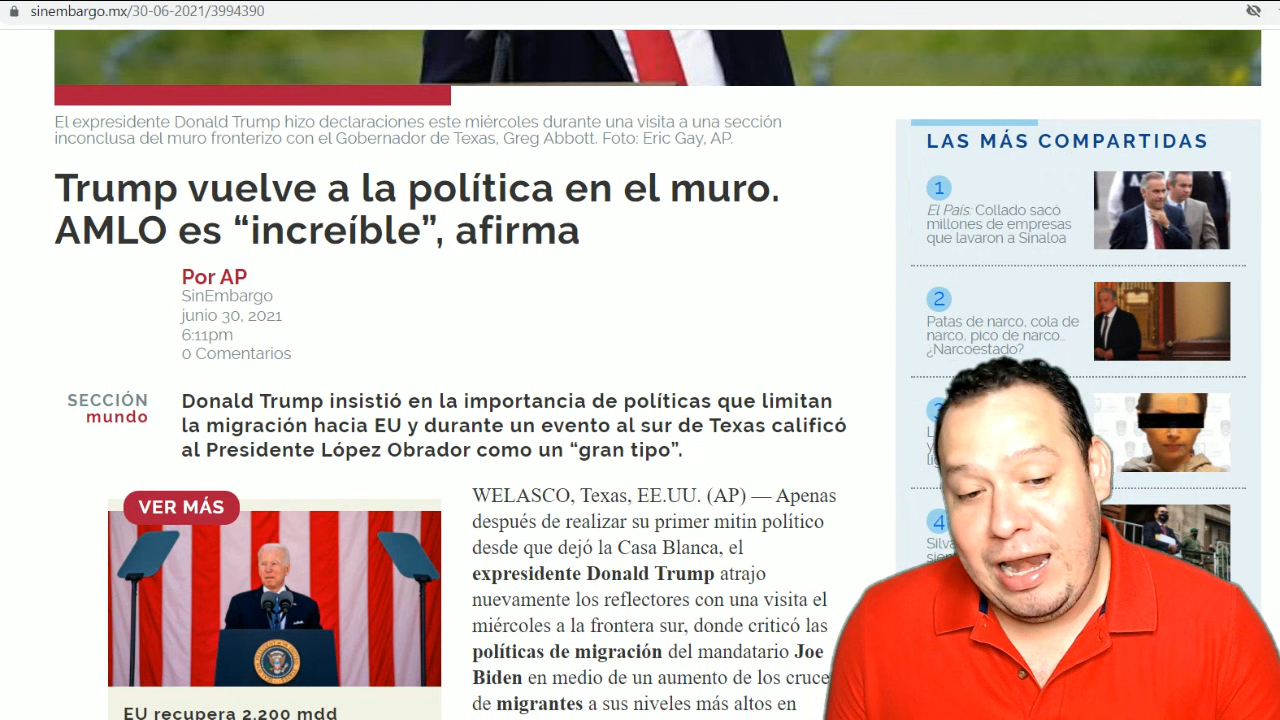 sinembargo.mx/30-06-2021/3994390
El expresidente Donald Trump hizo declaraciones este miércoles durante una visita a una sección
inconclusa del muro fronterizo con el Gobernador de Texas, Greg Abbott. Foto: Eric Gay, AP.
Trump vuelve a la política en el muro.
AMLO es “increíble”, afirma
Por AP
SinEmbargo
junio 30, 2021
6:11pm
0 Comentarios
SECCIÓN
mundo
Donald Trump insistió en la importancia de políticas que limitan
la migración hacia EU y durante un evento al sur de Texas calificó
al Presidente López Obrador como un “gran tipo”.
VER MÁS
EU recupera 2,200 mdd
WELASCO, Texas, EE.UU. (AP) — Apenas
después de realizar su primer mitin político
desde que dejó la Casa Blanca, el
expresidente Donald Trump atrajo
nuevamente los reflectores con una visita el
miércoles a la frontera sur, donde criticó las
políticas de migración del mandatario Joe
Biden en medio de un aumento de los cruce
de migrantes a sus niveles más altos en
LAS MÁS COMPARTIDAS
1
El País: Collado sacó
millones de empresas
que lavaron a Sinaloa
2
Patas de narco, cola de
narco, pico de narco...
¿Narcoestado?
3
4